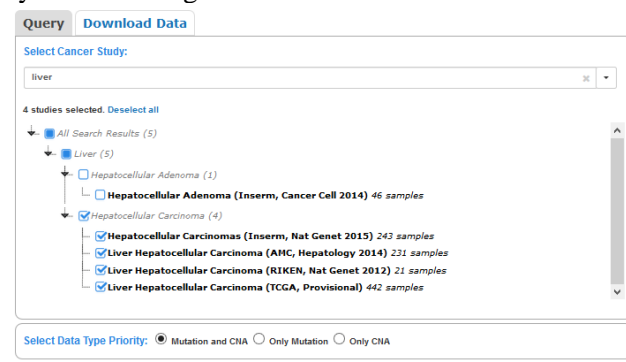 Query Download Data
Select Cancer Study:
liver
4 studies selected. Deselect all
All Search Results (5)
Liver (5)
Hepatocellular Adenoma (1)
Hepatocellular Adenoma (Inserm, Cancer Cell 2014) 46 samples
Hepatocellular Carcinoma (4)
Hepatocellular Carcinomas (Inserm, Nat Genet 2015) 243 samples
Liver Hepatocellular Carcinoma (AMC, Hepatology 2014) 231 samples
Liver Hepatocellular Carcinoma (RIKEN, Nat Genet 2012) 21 samples
Liver Hepatocellular Carcinoma (TCGA, Provisional) 442 samples
Select Data Type Priority: Mutation and CNA Only Mutation Only CNA